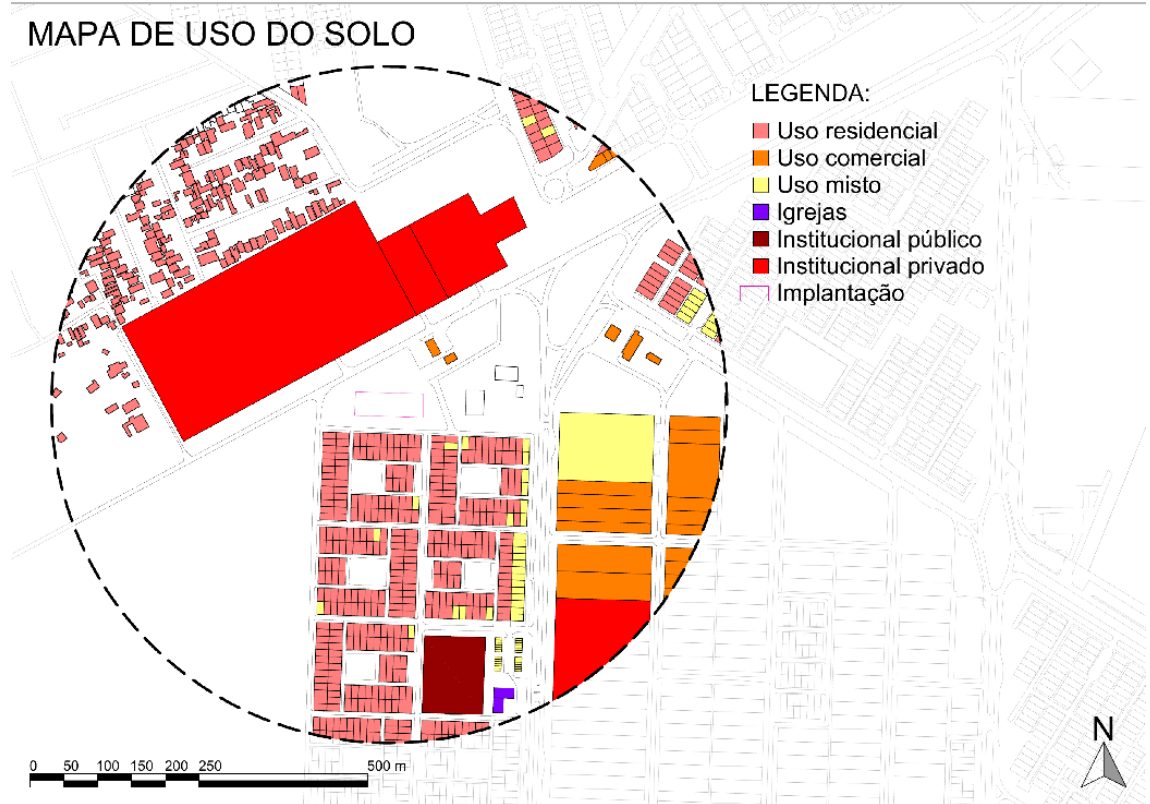 MAPA DE USO DO SOLO
LEGENDA:
Uso residencial
Uso comercial
Uso misto
Igrejas
Institucional público
Institucional privado
Implantação
N
0 50 100 150 200 250 500 m